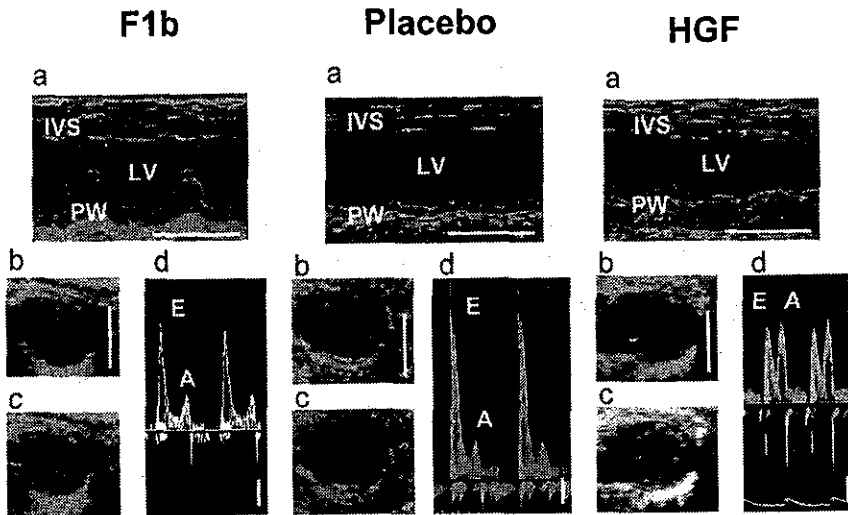 F1b Placebo HGF
a a a
IVS IVS IVS
LV LV LV
PW PW PW
b d b d b d
E E E A
A A
c c c